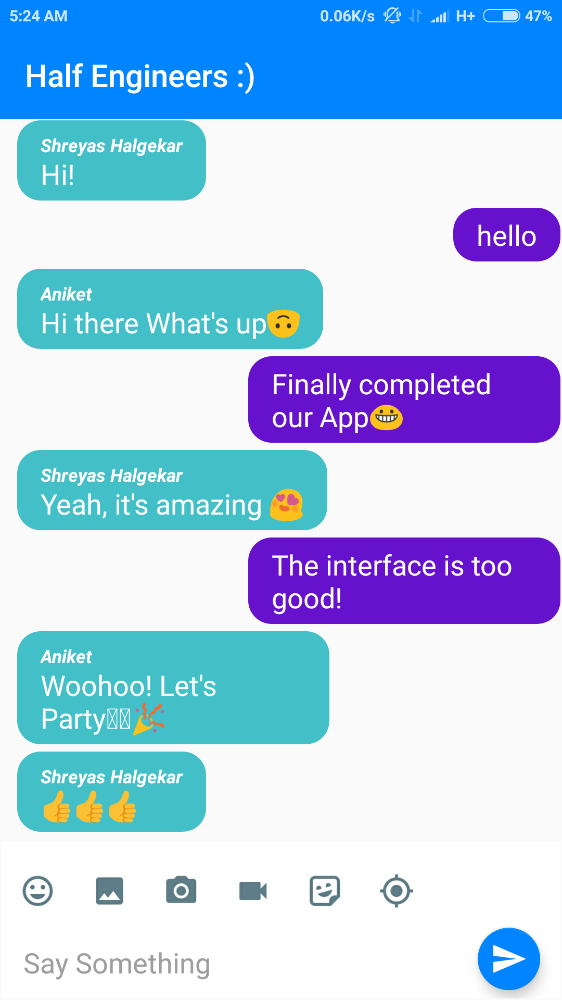 5:24 AM 0.06K/s H+ 47%
Half Engineers :)
Shreyas Halgekar
Hi!
hello
Aniket
Hi there What's up🙃
Finally completed
our App😀
Shreyas Halgekar
Yeah, it's amazing 😍
The interface is too
good!
Aniket
Woohoo! Let's
Party🎉
Shreyas Halgekar
👍👍👍
Say Something